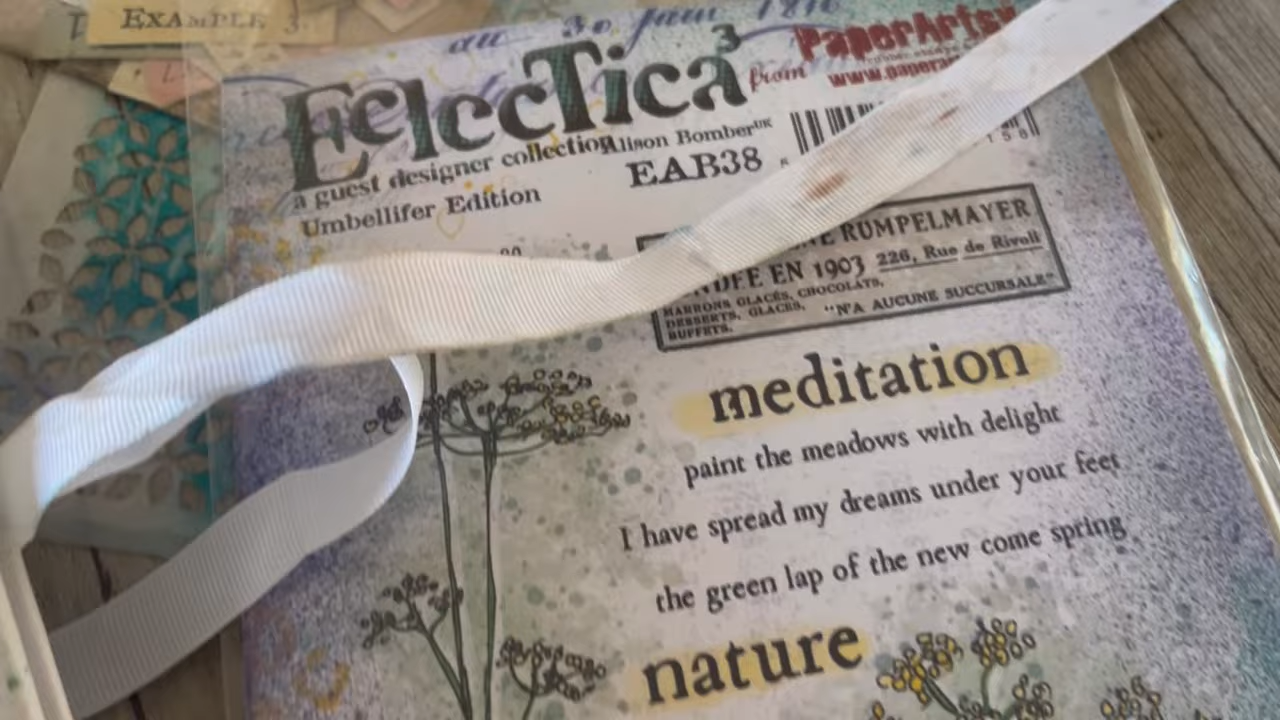 EXAMPLE 3.
au 30 juin 1810
EclecTica3
from PaperArtsy
a guest designer collection
Alison Bomber UK
EAB38
Umbellifer Edition
RUMPELMAYER
EN 1903 226, Rue de Rivoli
MARRONS GLACÉS, CHOCOLATS,
DESSERTS, GLACES,
BUFFETS.
"N'A AUCUNE SUCCURSALE"
meditation
paint the meadows with delight
I have spread my dreams under your feet
the green lap of the new come spring
nature